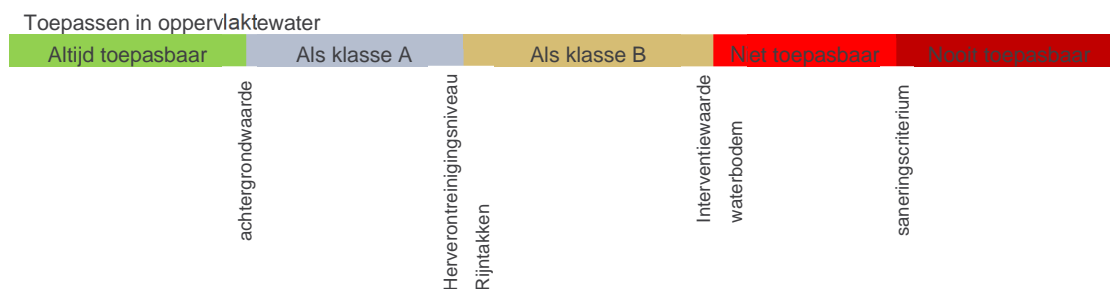 Toepassen in oppervlaktewater
Altijd toepasbaar
Als klasse A
Als klasse B
Niet toepasbaar
Nooit toepasbaar
achtergrondwaarde
Herverontreinigingsniveau
Rijntakken
Interventiewaarde
waterbodem
saneringscriterium